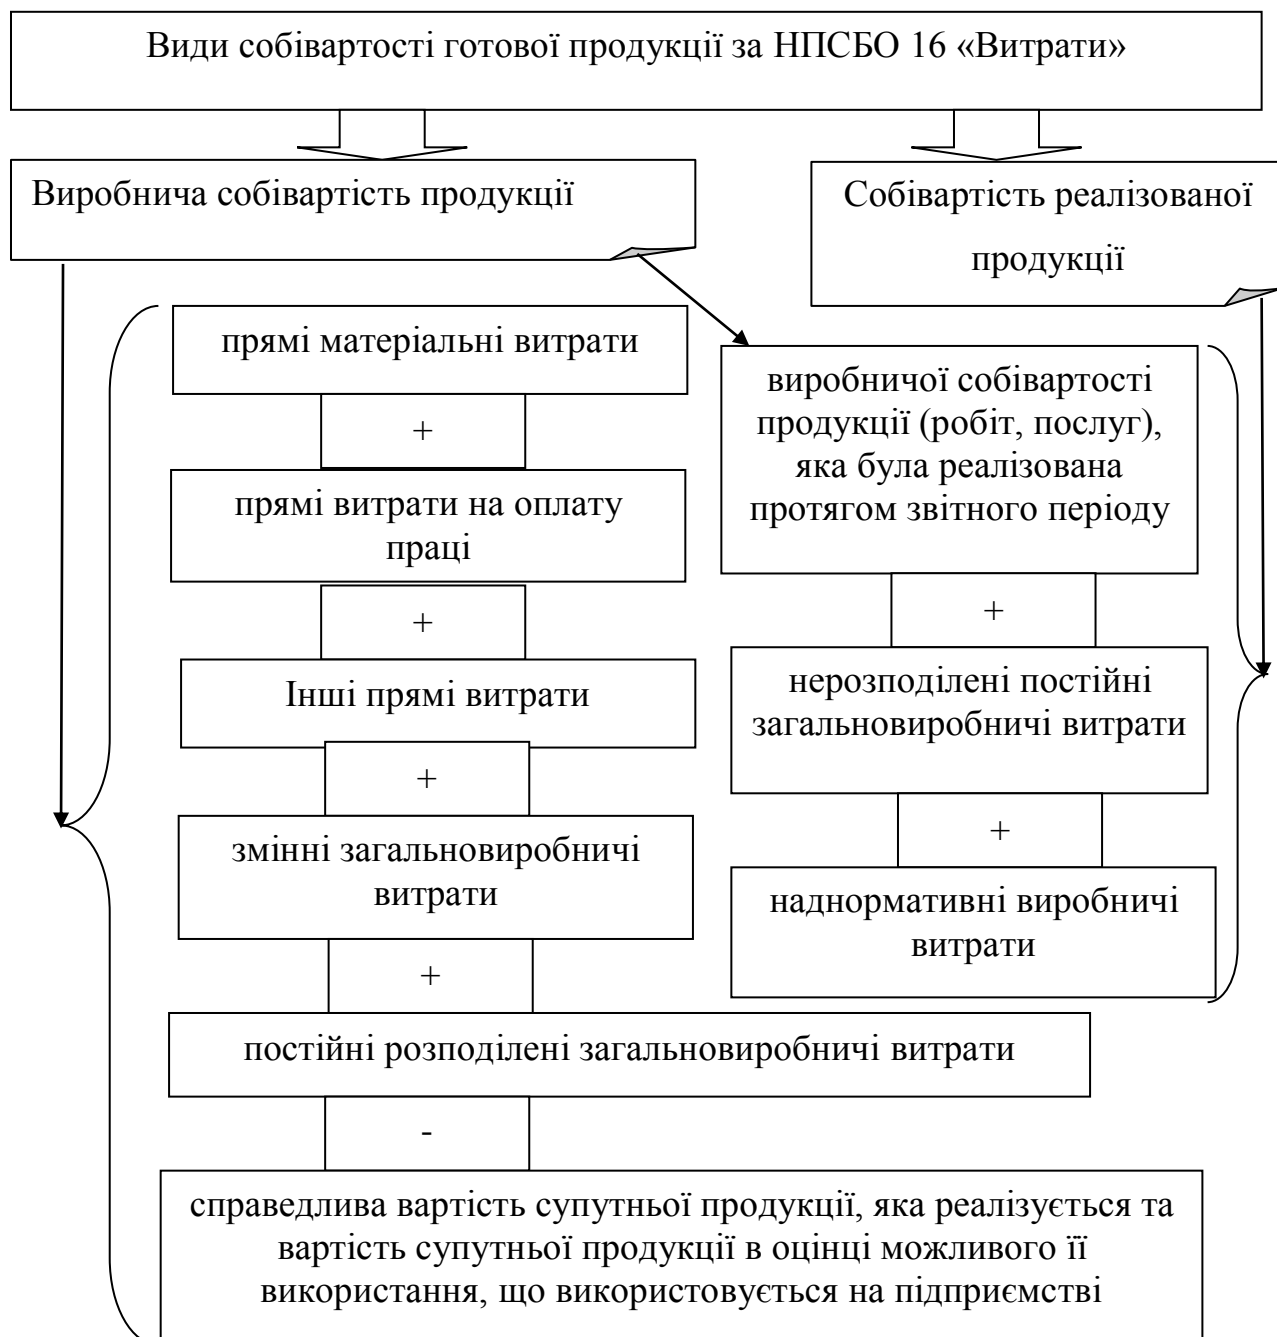 Види собівартості готової продукції за НПСБО 16 «Витрати»
Виробнича собівартість продукції
Собівартість реалізованої
продукції
прямі матеріальні витрати
+
прямі витрати на оплату
праці
+
Інші прямі витрати
+
змінні загальновиробничі
витрати
+
постійні розподілені загальновиробничі витрати
-
справедлива вартість супутньої продукції, яка реалізується та
вартість супутньої продукції в оцінці можливого її
використання, що використовується на підприємстві
виробничої собівартості
продукції (робіт, послуг),
яка була реалізована
протягом звітного періоду
+
нерозподілені постійні
загальновиробничі витрати
+
наднормативні виробничі
витрати